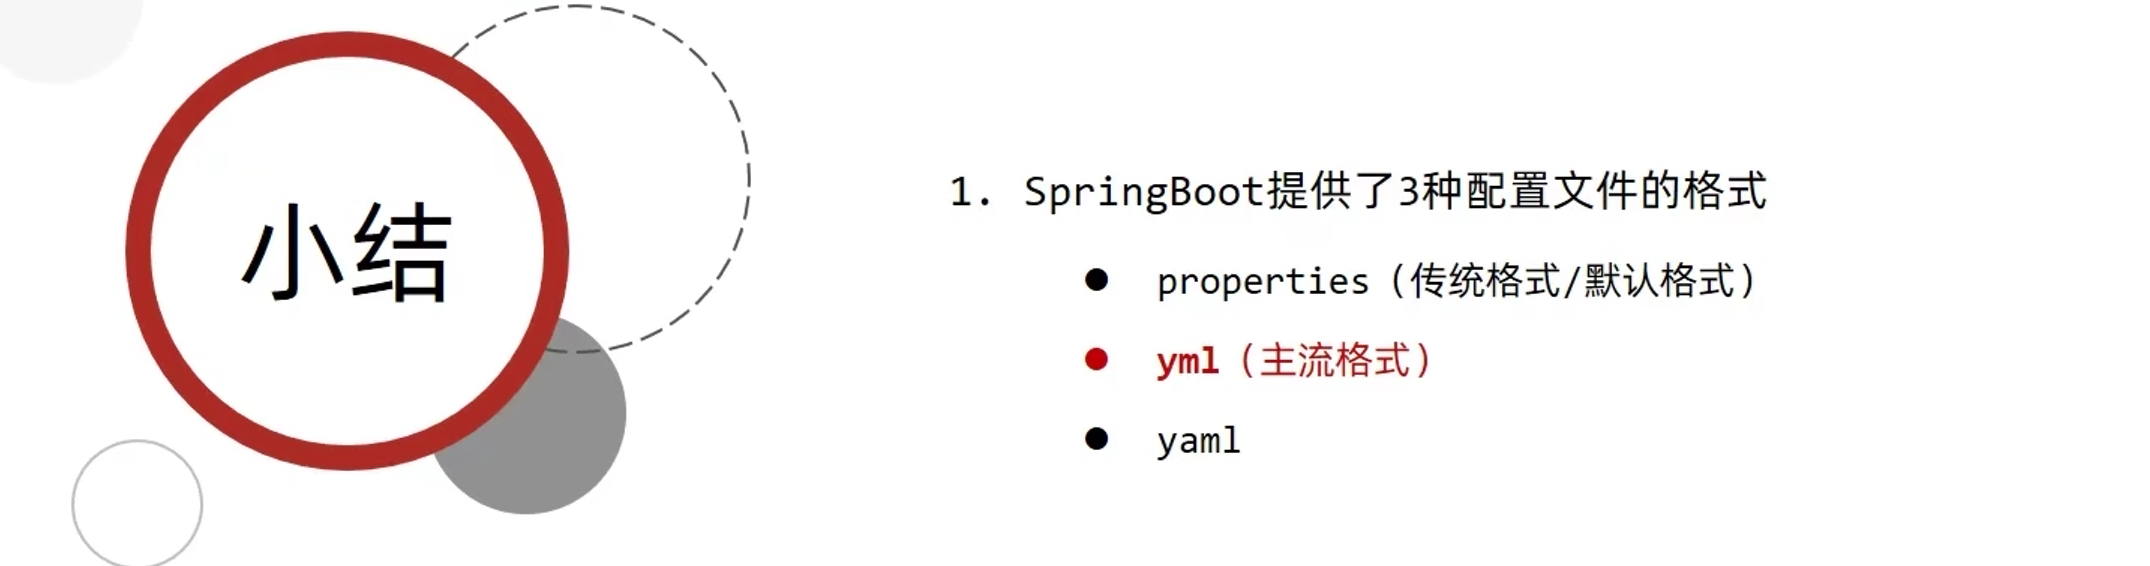 小结
1. SpringBoot提供了3种配置文件的格式
● properties（传统格式/默认格式）
● yml（主流格式）
● yaml